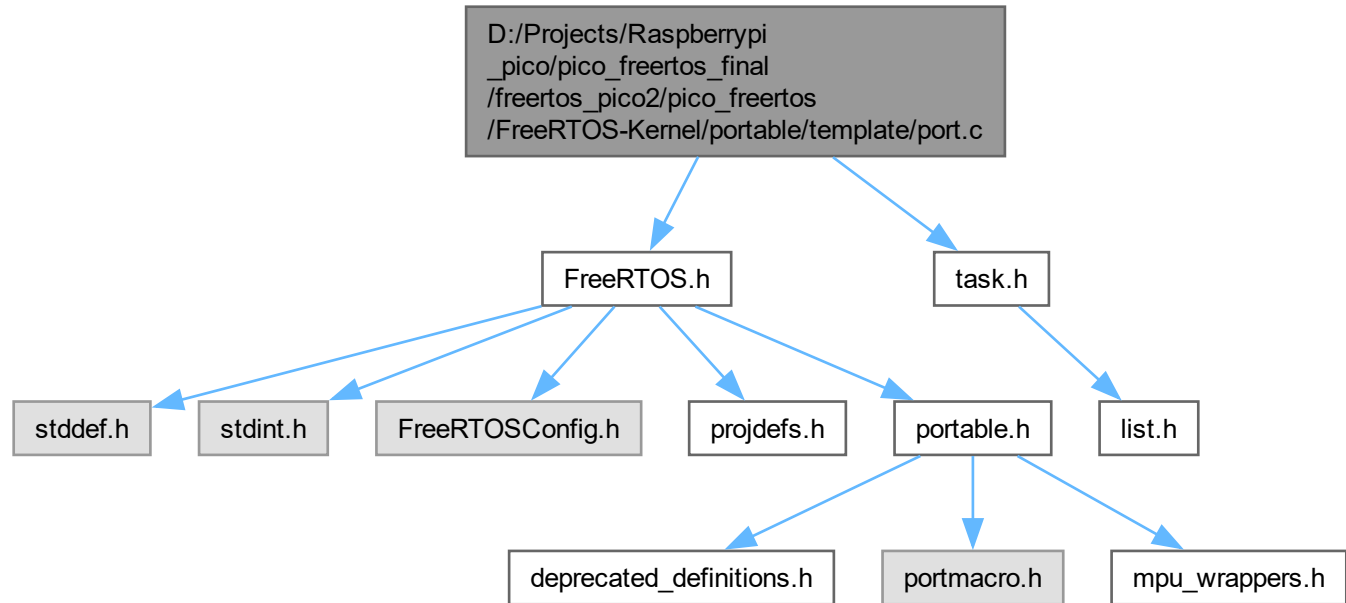 D:/Projects/Raspberrypi
_pico/pico_freertos_final
/freertos_pico2/pico_freertos
/FreeRTOS-Kernel/portable/template/port.c
FreeRTOS.h
task.h
stddef.h
stdint.h
FreeRTOSConfig.h
projdefs.h
portable.h
list.h
deprecated_definitions.h
portmacro.h
mpu_wrappers.h